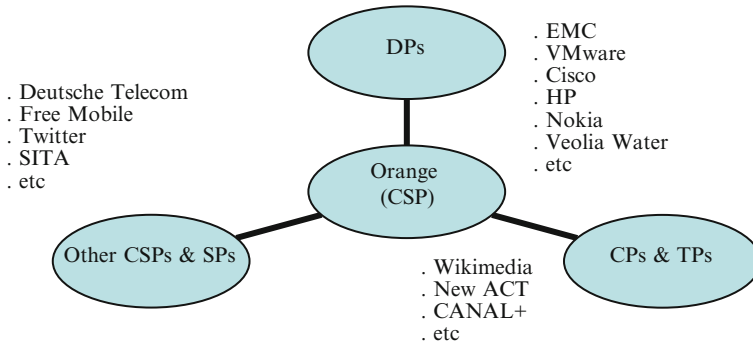 DPs
. EMC
. VMware
. Cisco
. HP
. Nokia
. Veolia Water
. etc
. Deutsche Telecom
. Free Mobile
. Twitter
. SITA
. etc
Orange
(CSP)
Other CSPs & SPs
CPs & TPs
. Wikimedia
. New ACT
. CANAL+
. etc